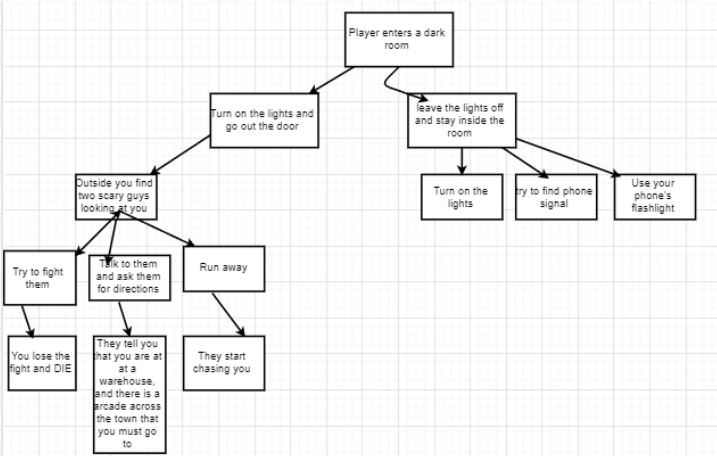 Player enters a dark
room
Turn on the lights and
go out the door
leave the lights off
and stay inside the
room
Outside you find
two scary guys
looking at you
Turn on the
lights
try to find phone
signal
Use your
phone's
flashlight
Try to fight
them
Talk to them
and ask them
for directions
Run away
You lose the
fight and DIE
They tell you
that you are at
at a
warehouse,
and there is a
arcade across
the town that
you must go
to
They start
chasing you